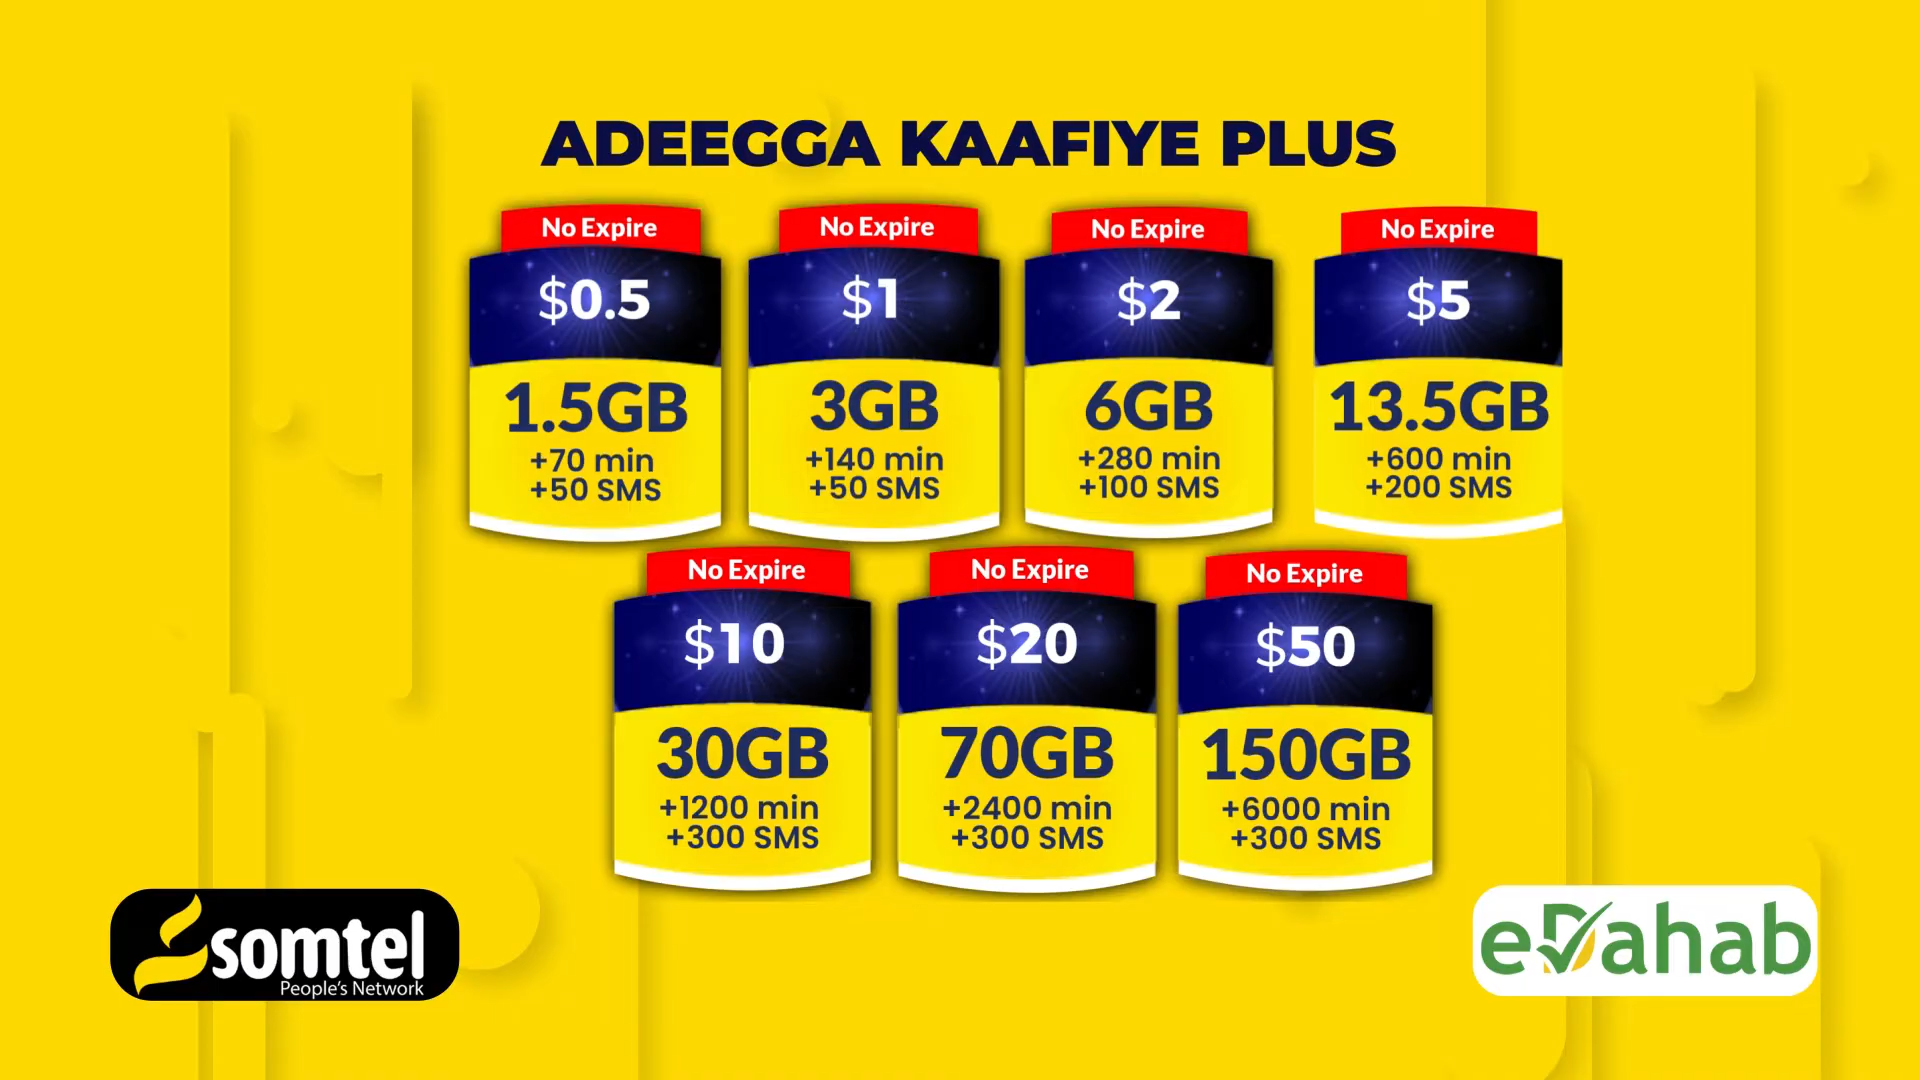 ADEEGGA KAAFIYE PLUS
No Expire
$0.5
1.5GB
+70 min
+50 SMS
No Expire
$1
3GB
+140 min
+50 SMS
No Expire
$2
6GB
+280 min
+100 SMS
No Expire
$5
13.5GB
+600 min
+200 SMS
No Expire
$10
30GB
+1200 min
+300 SMS
No Expire
$20
70GB
+2400 min
+300 SMS
No Expire
$50
150GB
+6000 min
+300 SMS
somtel
People's Network
eDahab